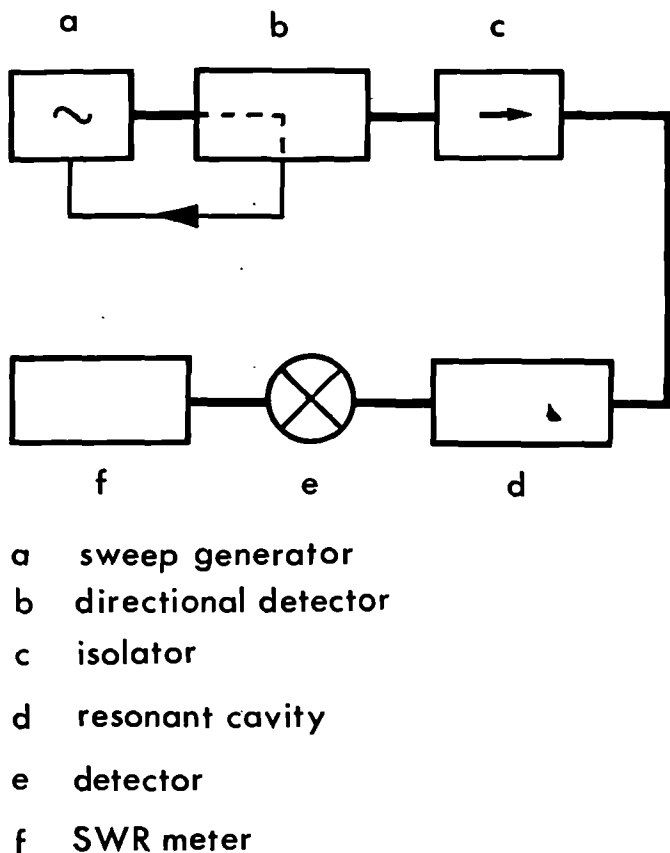 a b c
f e d
a sweep generator
b directional detector
c isolator
d resonant cavity
e detector
f SWR meter